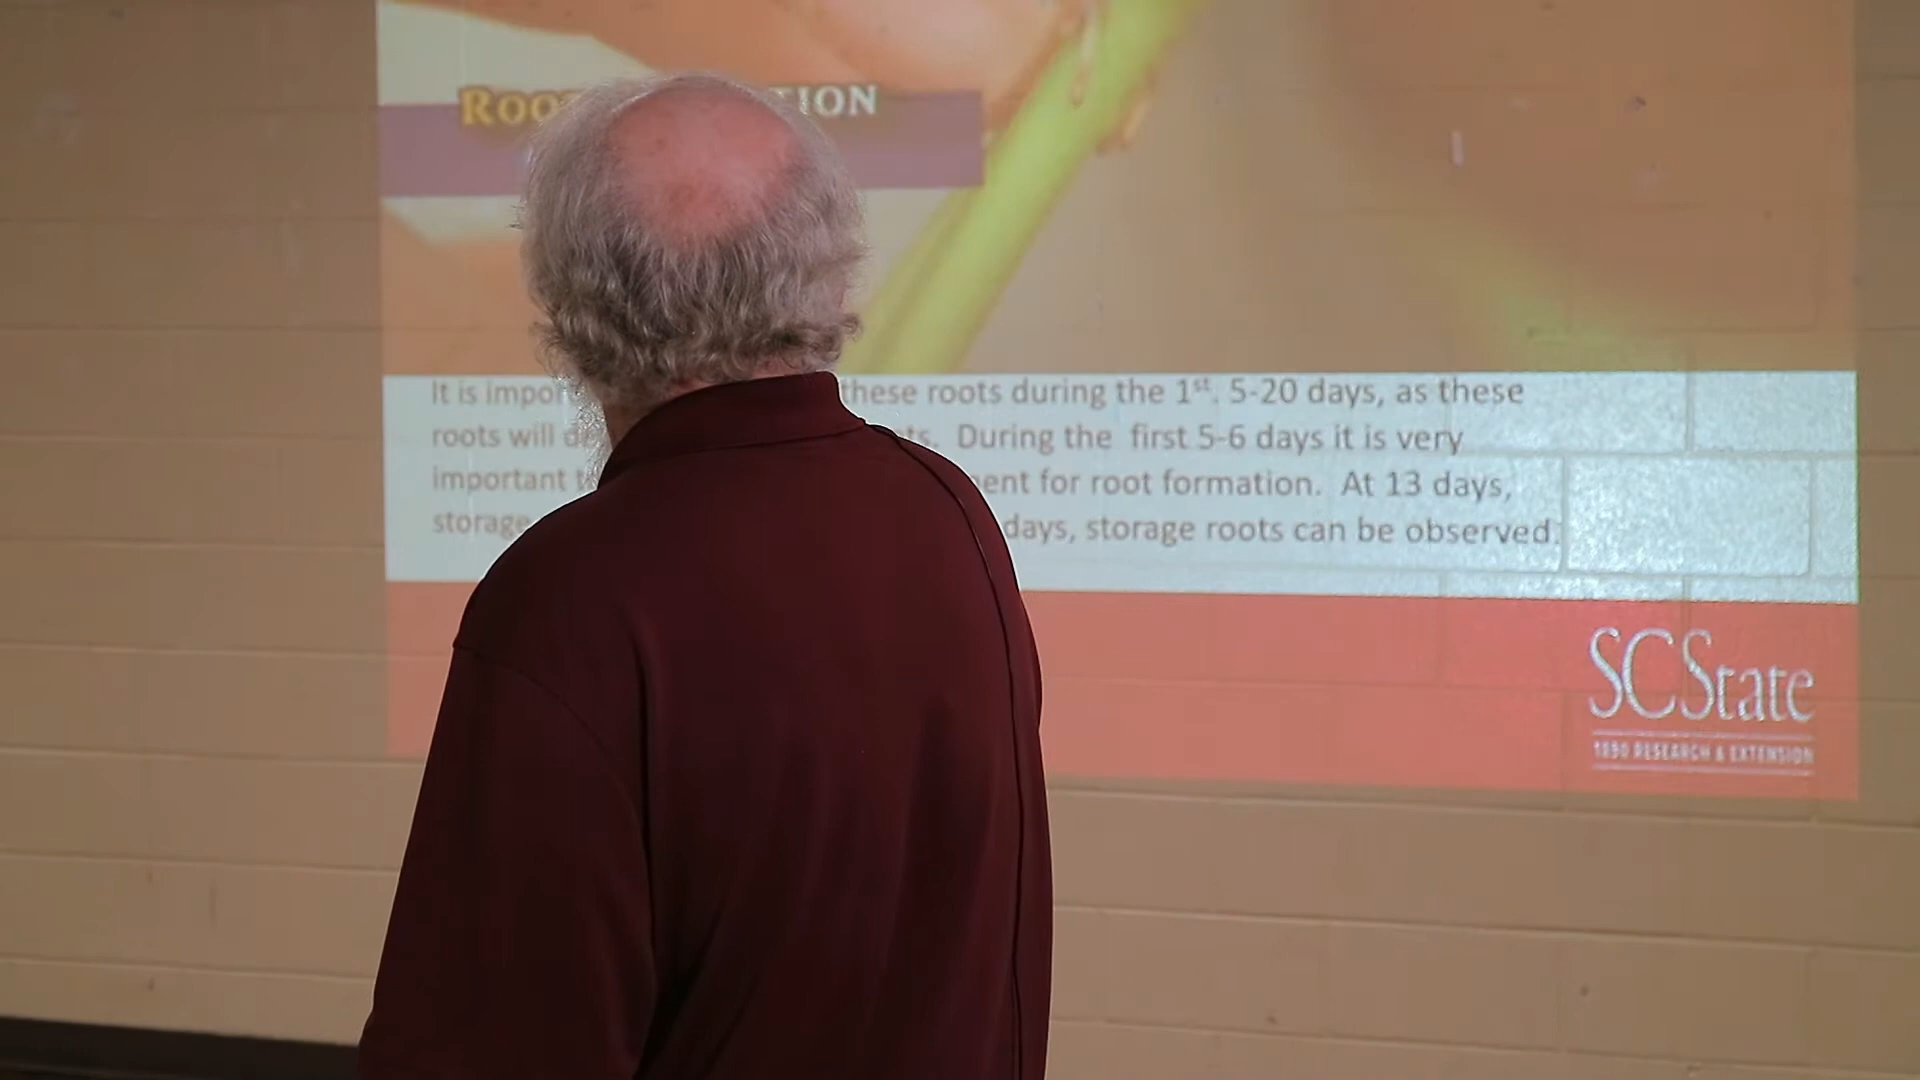 ROO TION
It is impor these roots during the 1st. 5-20 days, as these
roots will d ts. During the first 5-6 days it is very
important t ent for root formation. At 13 days,
storage days, storage roots can be observed.
SC State
1890 RESEARCH & EXTENSION